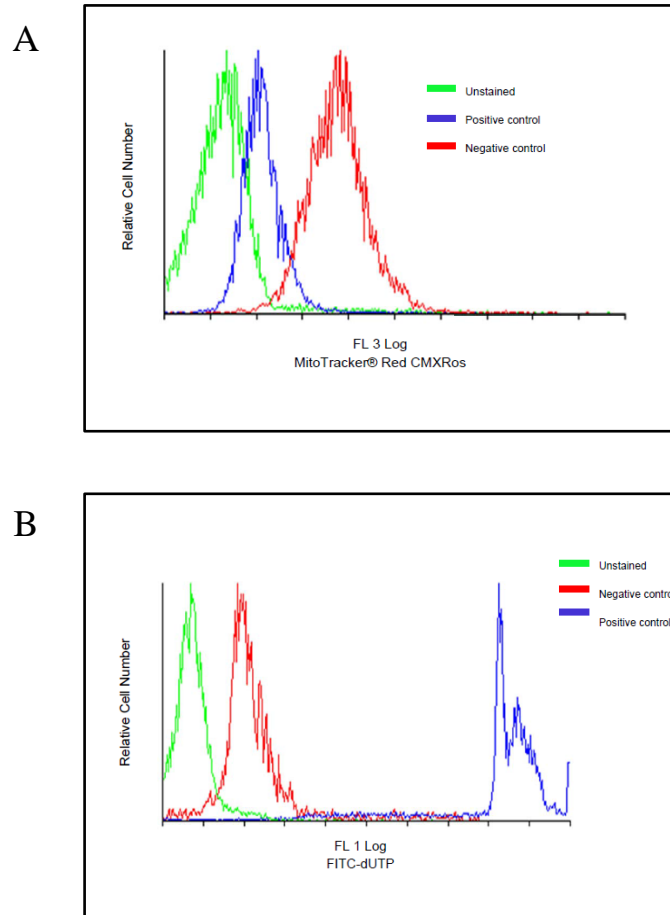 A
Relative Cell Number
Unstained
Positive control
Negative control
FL 3 Log
MitoTracker® Red CMXRos
B
Relative Cell Number
Unstained
Negative control
Positive control
FL 1 Log
FITC-dUTP